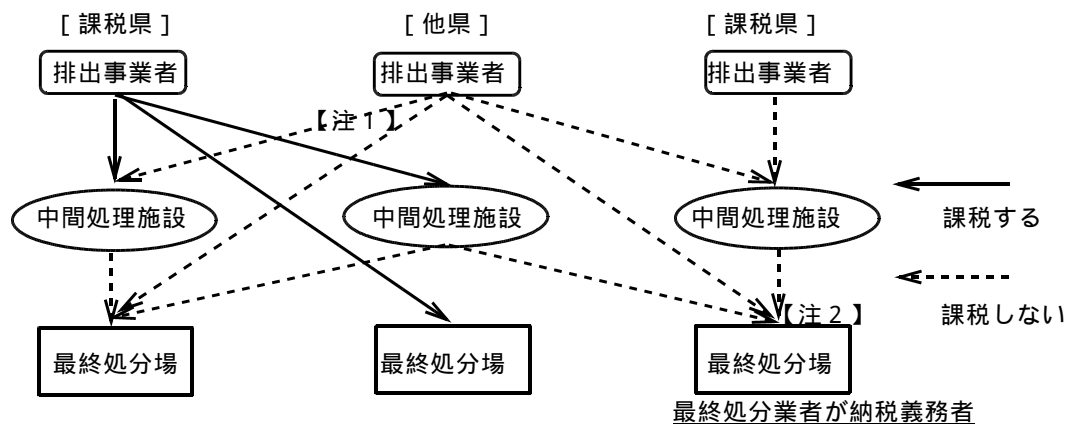 [課税県]
[他県]
[課税県]
排出事業者
排出事業者
排出事業者
【注1】
中間処理施設
中間処理施設
中間処理施設
課税する
【注2】
課税しない
最終処分場
最終処分場
最終処分場
最終処分業者が納税義務者